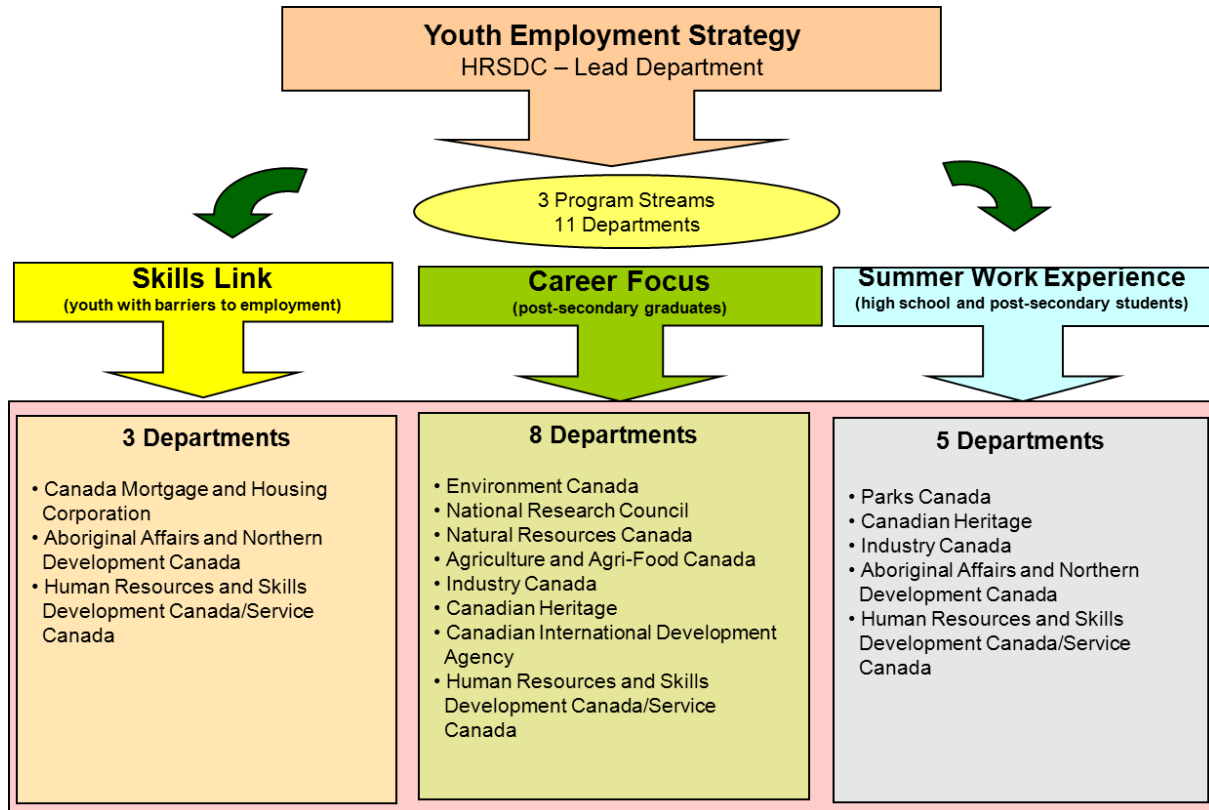 Youth Employment Strategy
HRSDC – Lead Department
3 Program Streams
11 Departments
Skills Link
(youth with barriers to employment)
Career Focus
(post-secondary graduates)
Summer Work Experience
(high school and post-secondary students)
3 Departments
• Canada Mortgage and Housing
Corporation
• Aboriginal Affairs and Northern
Development Canada
• Human Resources and Skills
Development Canada/Service
Canada
8 Departments
• Environment Canada
• National Research Council
• Natural Resources Canada
• Agriculture and Agri-Food Canada
• Industry Canada
• Canadian Heritage
• Canadian International Development
Agency
• Human Resources and Skills
Development Canada/Service
Canada
5 Departments
• Parks Canada
• Canadian Heritage
• Industry Canada
• Aboriginal Affairs and Northern
Development Canada
• Human Resources and Skills
Development Canada/Service
Canada